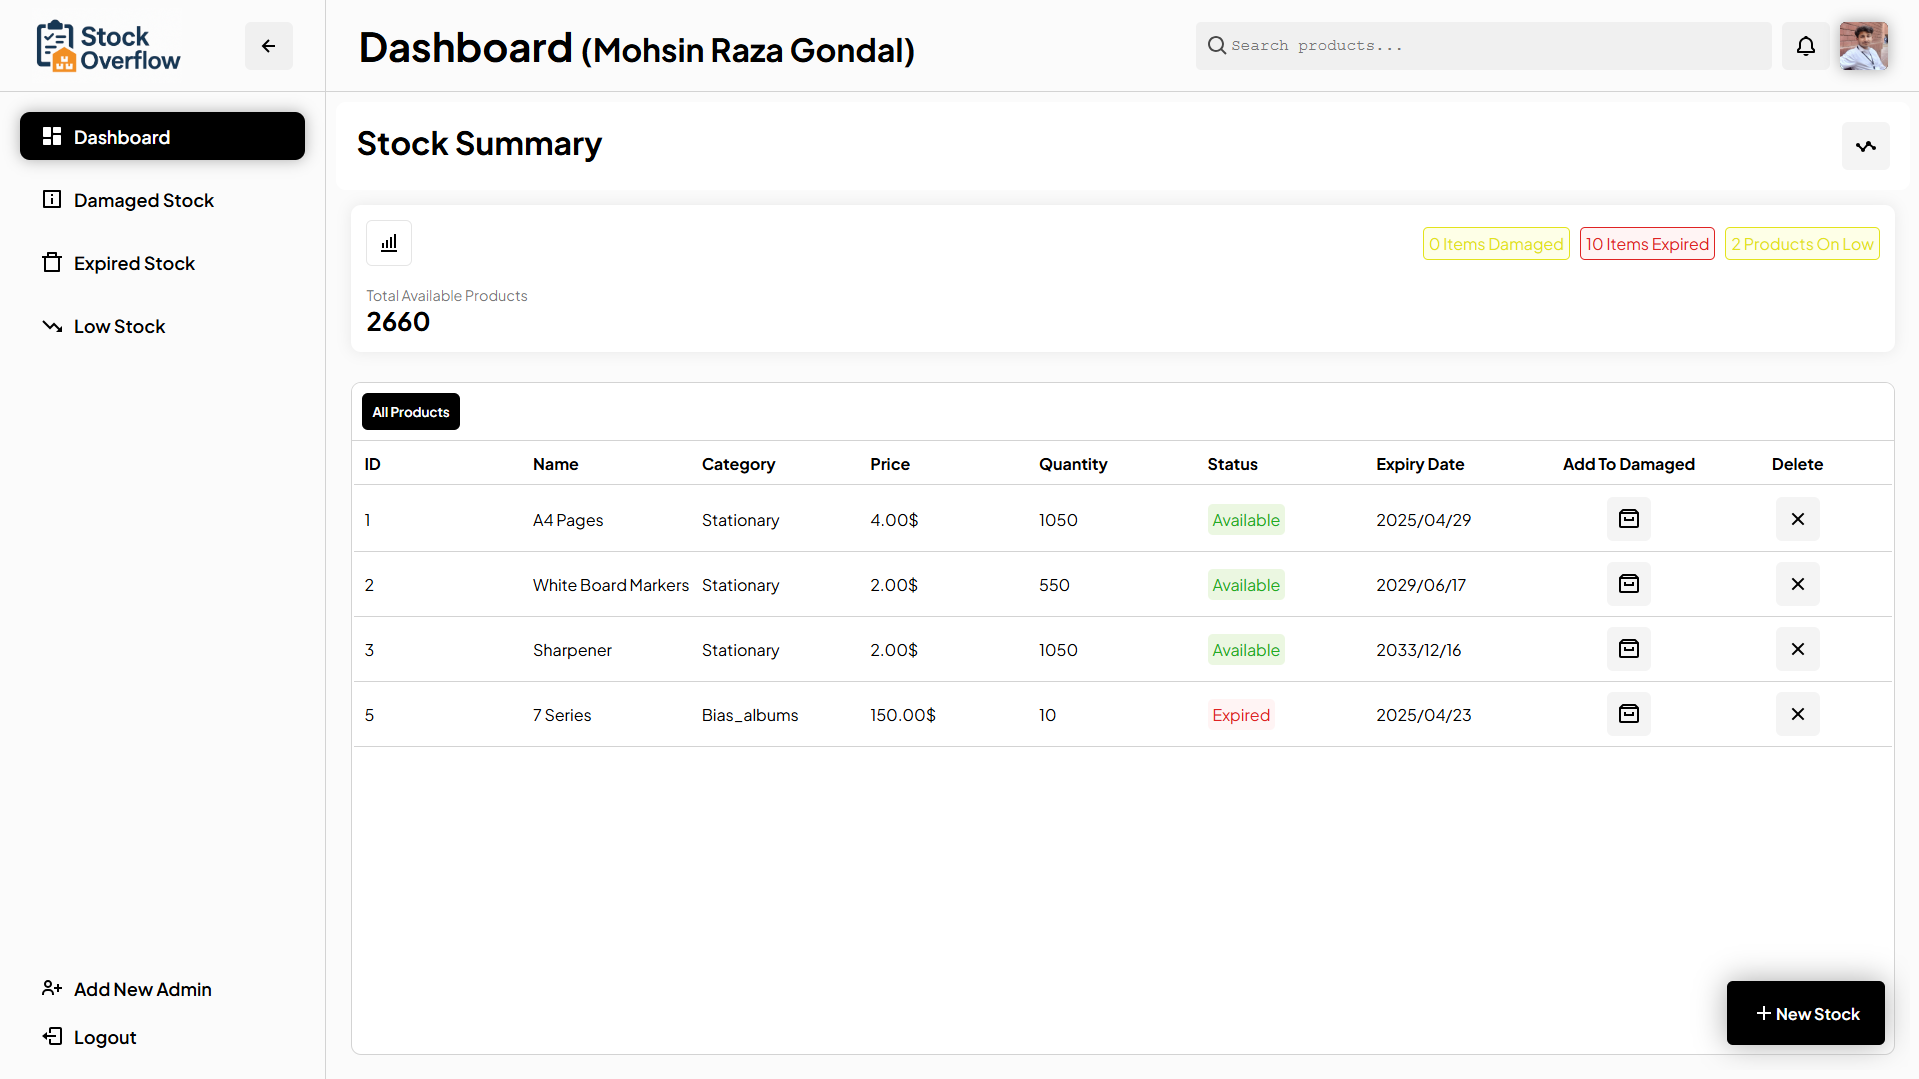 Stock
Overflow
Dashboard (Mohsin Raza Gondal)
Search products...
Dashboard
Damaged Stock
Expired Stock
Low Stock
Add New Admin
Logout
Stock Summary
0 Items Damaged 10 Items Expired 2 Products On Low
Total Available Products
2660
All Products
ID Name Category Price Quantity Status Expiry Date Add To Damaged Delete
1 A4 Pages Stationary 4.00$ 1050 Available 2025/04/29
2 White Board Markers Stationary 2.00$ 550 Available 2029/06/17
3 Sharpener Stationary 2.00$ 1050 Available 2033/12/16
5 7 Series Bias_albums 150.00$ 10 Expired 2025/04/23
+ New Stock